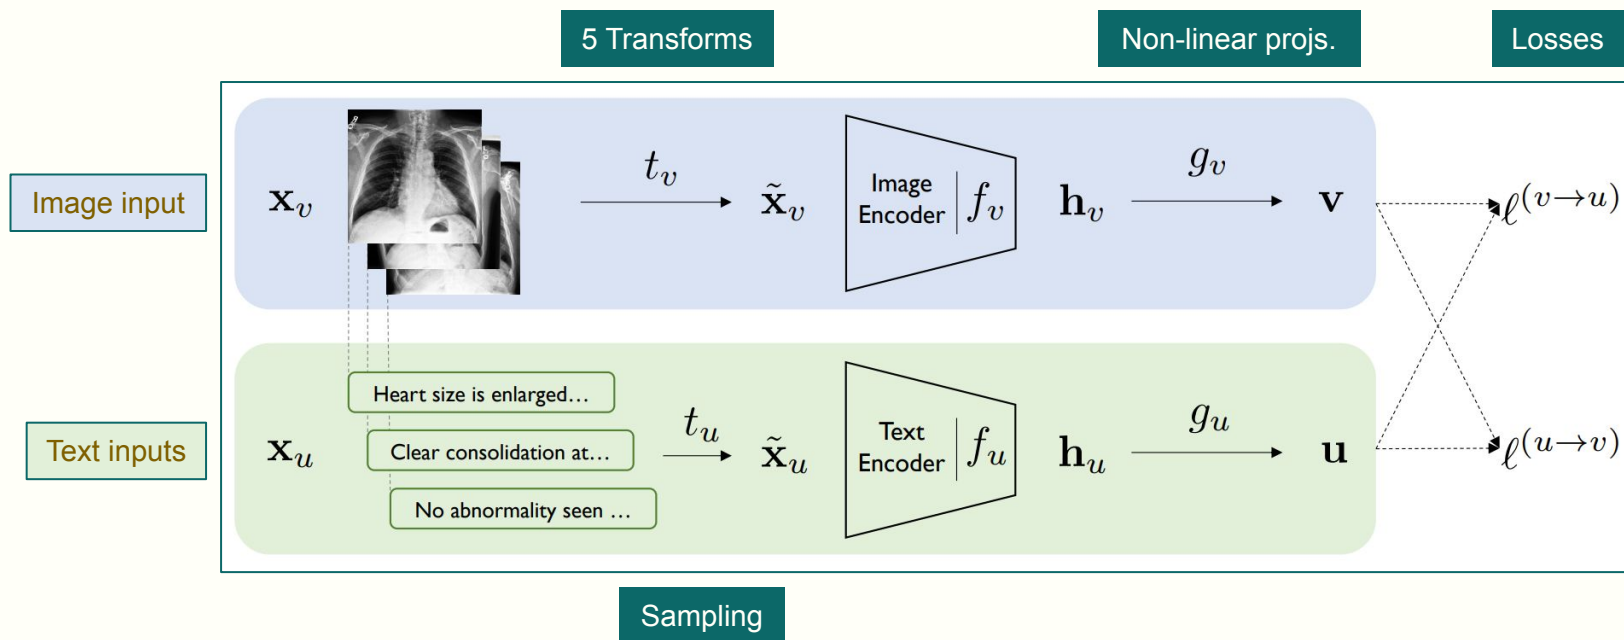 5 Transforms
Non-linear projs.
Losses
Image input
x_v
t_v
x̃_v
Image
Encoder
f_v
h_v
g_v
v
ℓ^(v→u)
Text inputs
x_u
Heart size is enlarged…
Clear consolidation at…
No abnormality seen …
t_u
x̃_u
Text
Encoder
f_u
h_u
g_u
u
ℓ^(u→v)
Sampling